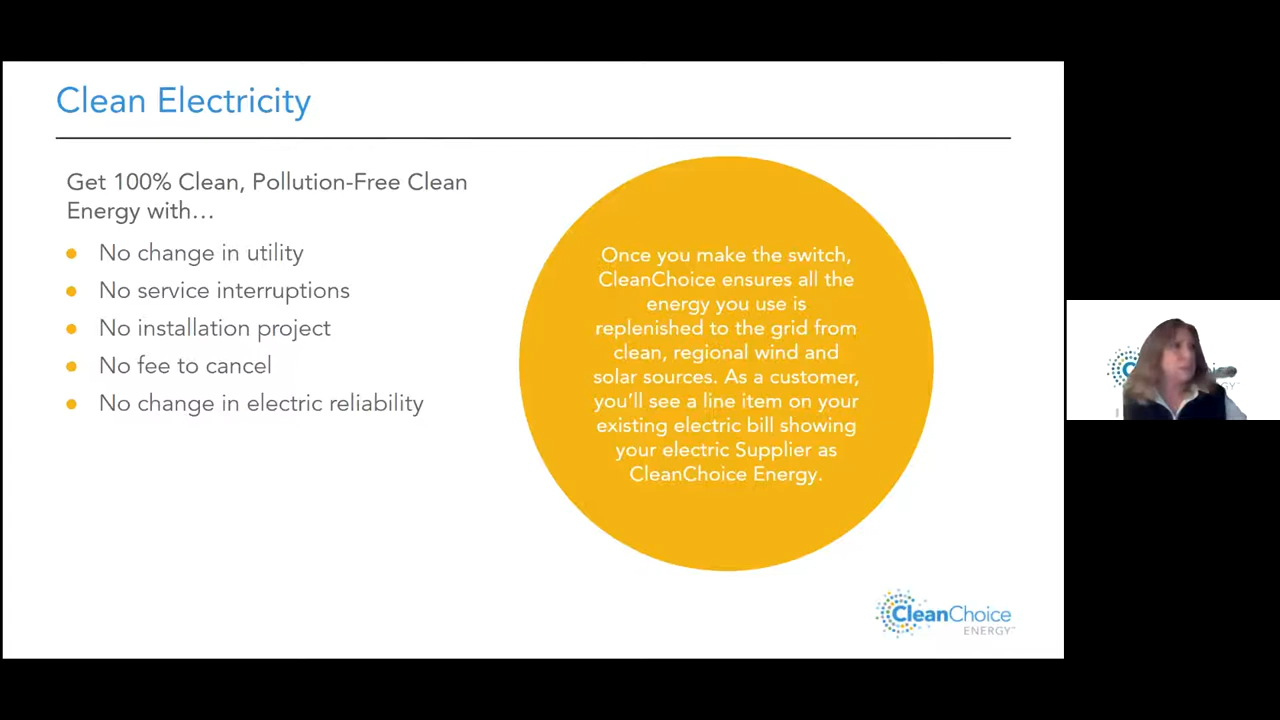 Clean Electricity
Get 100% Clean, Pollution-Free Clean
Energy with…
No change in utility
No service interruptions
No installation project
No fee to cancel
No change in electric reliability
Once you make the switch,
CleanChoice ensures all the
energy you use is
replenished to the grid from
clean, regional wind and
solar sources. As a customer,
you'll see a line item on your
existing electric bill showing
your electric Supplier as
CleanChoice Energy.
CleanChoice
ENERGY™